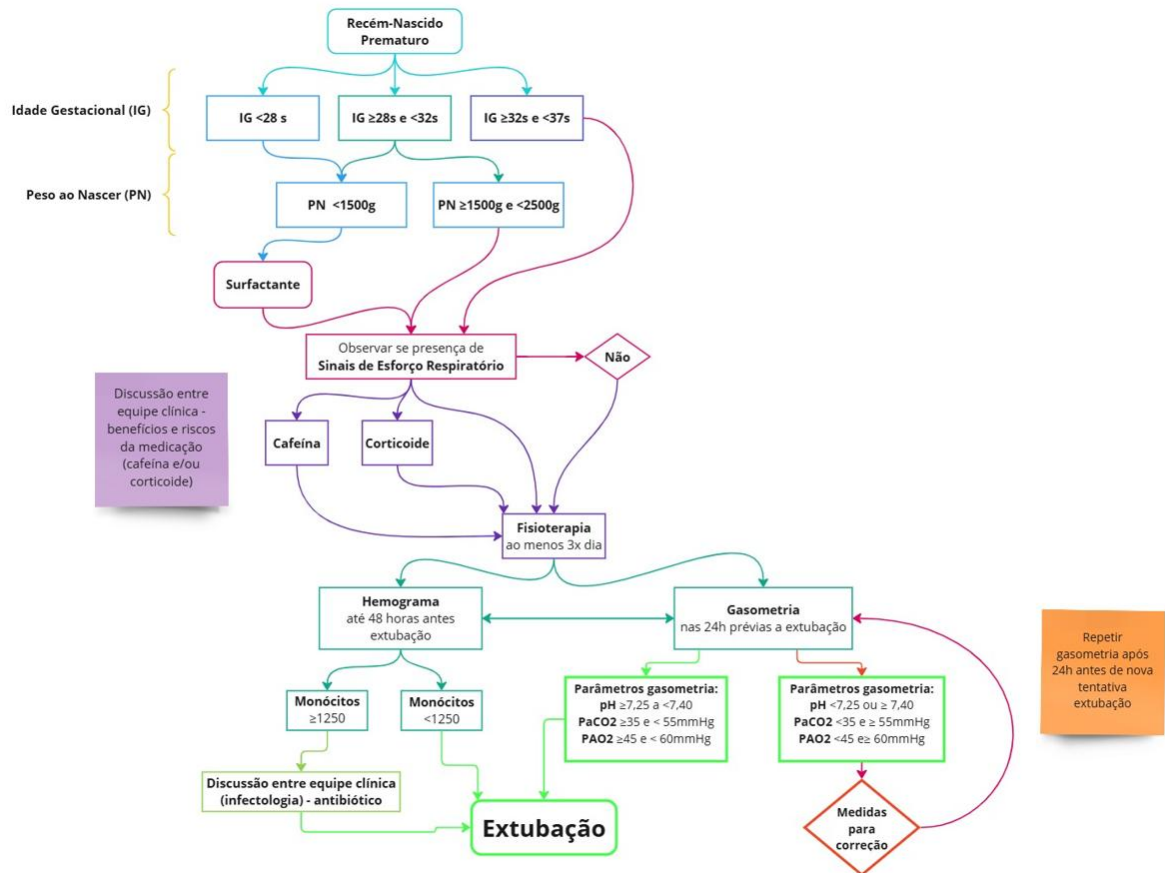 Recém-Nascido
Prematuro
Idade Gestacional (IG)
IG <28 s
IG ≥28s e <32s
IG ≥32s e <37s
Peso ao Nascer (PN)
PN <1500g
PN ≥1500g e <2500g
Surfactante
Observar se presença de
Sinais de Esforço Respiratório
Não
Discussão entre
equipe clínica -
benefícios e riscos
da medicação
(cafeína e/ou
corticoide)
Cafeína
Corticoide
Fisioterapia
ao menos 3x dia
Hemograma
até 48 horas antes
extubação
Gasometria
nas 24h prévias a extubação
Repetir
gasometria após
24h antes de nova
tentativa
extubação
Monócitos
≥1250
Monócitos
<1250
Parâmetros gasometria:
pH ≥7,25 a <7,40
PaCO2 ≥35 e < 55mmHg
PAO2 ≥45 e < 60mmHg
Parâmetros gasometria:
pH <7,25 ou ≥ 7,40
PaCO2 <35 e ≥ 55mmHg
PAO2 <45 e≥ 60mmHg
Discussão entre equipe clínica
(infectologia) - antibiótico
Extubação
Medidas
para
correção